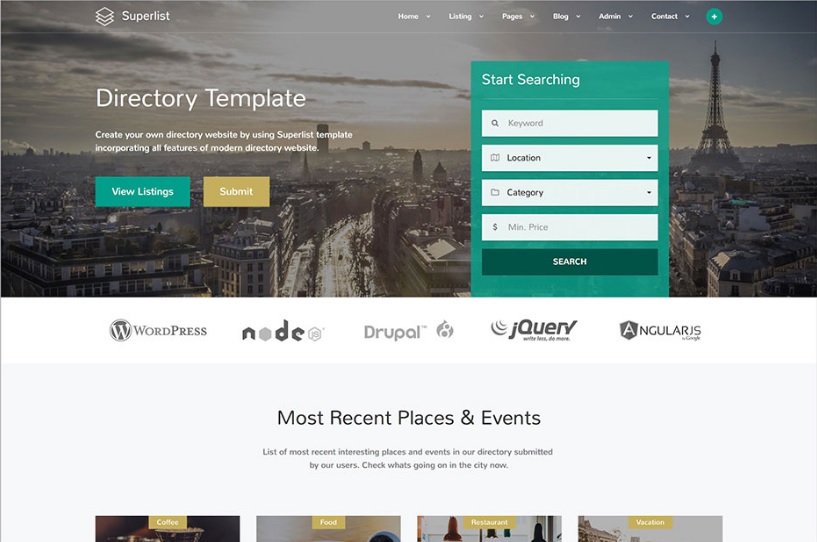 Superlist
Home Listing Pages Blog Admin Contact
Directory Template
Create your own directory website by using Superlist template
incorporating all features of modern directory website.
View Listings Submit
Start Searching
Keyword
Location
Category
$ Min. Price
SEARCH
WORDPRESS
node JS
Drupal™
jQuery
write less, do more.
ANGULARJS
by Google
Most Recent Places & Events
List of most recent interesting places and events in our directory submitted
by our users. Check whats going on in the city now.
Coffee Food Restaurant Vacation